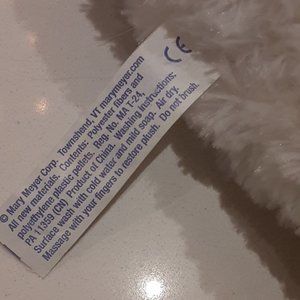 © Mary Meyer Corp. Townshend, VT marymeyer.com
All new materials. Contents: Polyester fibers and
polyethylene plastic pellets. Reg. No. MA T-24,
PA 11359 (CN) Product of China. Washing Instructions:
Surface wash with cold water and mild soap. Air dry.
Massage with your fingers to restore plush. Do not brush.
CE